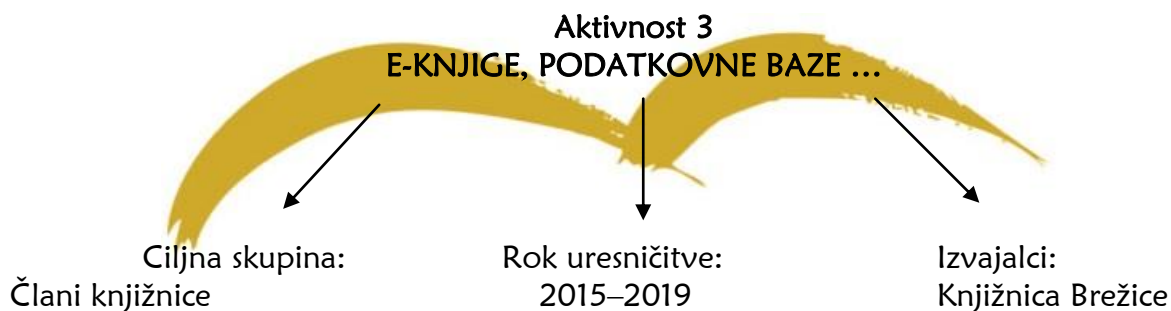 Aktivnost 3
E-KNJIGE, PODATKOVNE BAZE ...
Ciljna skupina:
Člani knjižnice
Rok uresničitve:
2015–2019
Izvajalci:
Knjižnica Brežice